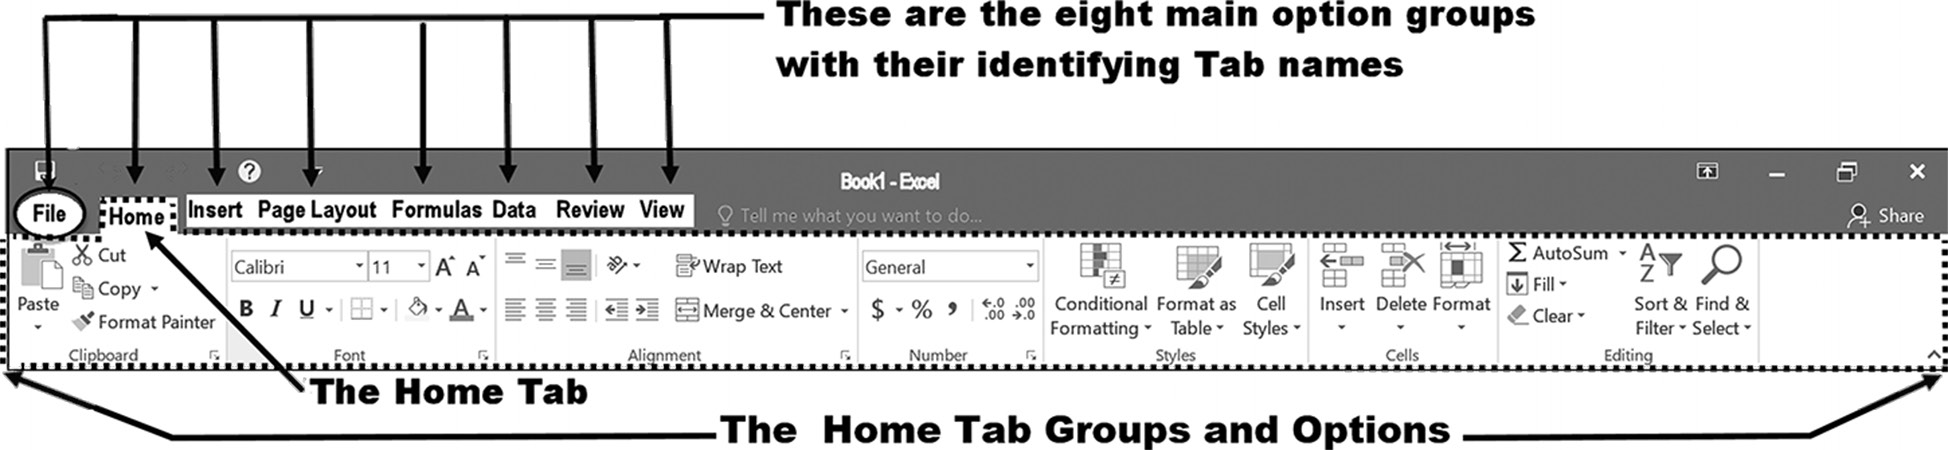 These are the eight main option groups
with their identifying Tab names
?
Book1 - Excel
File Home Insert Page Layout Formulas Data Review View
Tell me what you want to do...
Share
Paste
Cut
Copy
Format Painter
Clipboard
Calibri 11 A A
B I U A
Font
Wrap Text
Merge & Center
Alignment
General
$ % ,
←.0 .00
.00 →.0
Number
Conditional
Formatting
Format as
Table
Cell
Styles
Styles
Insert Delete Format
Cells
Σ AutoSum
Fill
Clear
A
Z
Sort &
Filter
Find &
Select
Editing
The Home Tab
The Home Tab Groups and Options